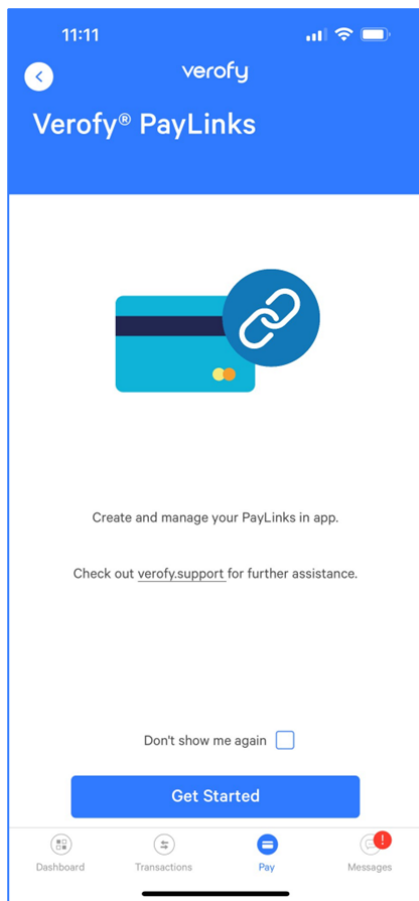 11:11
verofy
Verofy® PayLinks
Create and manage your PayLinks in app.
Check out verofy.support for further assistance.
Don't show me again
Get Started
Dashboard Transactions Pay Messages